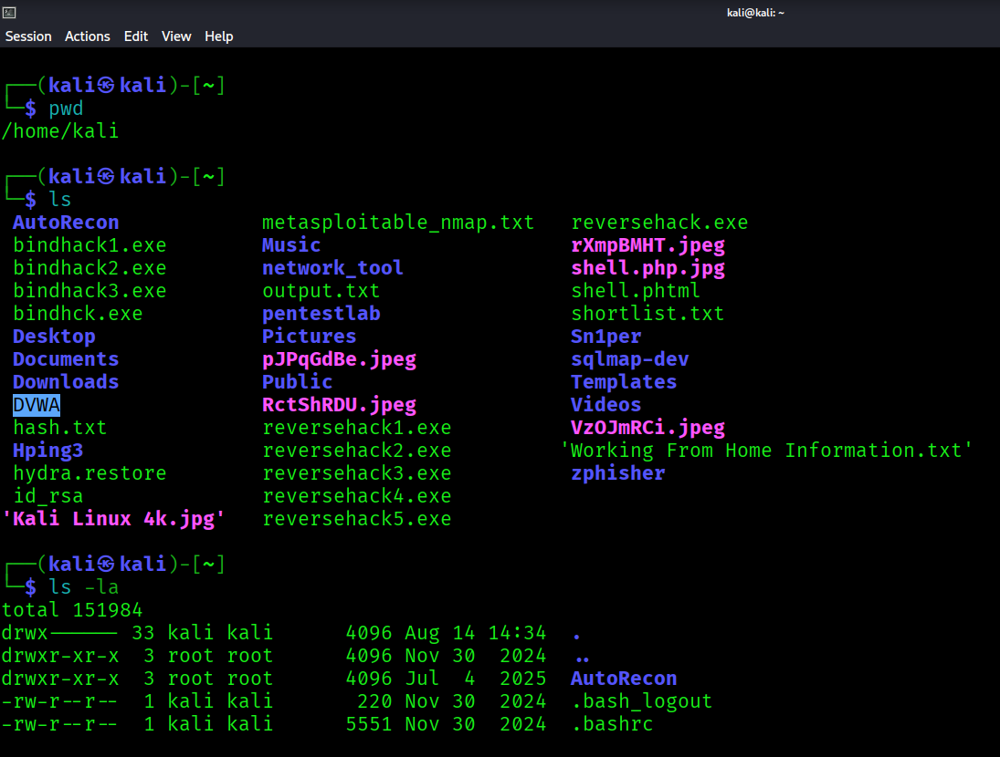 kali@kali: ~
Session Actions Edit View Help
┌──(kali㉿kali)-[~]
└─$ pwd
/home/kali
┌──(kali㉿kali)-[~]
└─$ ls
AutoRecon metasploitable_nmap.txt reversehack.exe
bindhack1.exe Music rXmpBMHT.jpeg
bindhack2.exe network_tool shell.php.jpg
bindhack3.exe output.txt shell.phtml
bindhck.exe pentestlab shortlist.txt
Desktop Pictures Sn1per
Documents pJPqGdBe.jpeg sqlmap-dev
Downloads Public Templates
DVWA RctShRDU.jpeg Videos
hash.txt reversehack1.exe VzOJmRCi.jpeg
Hping3 reversehack2.exe 'Working From Home Information.txt'
hydra.restore reversehack3.exe zphisher
id_rsa reversehack4.exe
'Kali Linux 4k.jpg' reversehack5.exe
┌──(kali㉿kali)-[~]
└─$ ls -la
total 151984
drwx------ 33 kali kali 4096 Aug 14 14:34 .
drwxr-xr-x 3 root root 4096 Nov 30 2024 ..
drwxr-xr-x 3 root root 4096 Jul 4 2025 AutoRecon
-rw-r--r-- 1 kali kali 220 Nov 30 2024 .bash_logout
-rw-r--r-- 1 kali kali 5551 Nov 30 2024 .bashrc